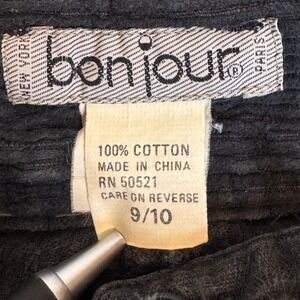 NEW YORK
bonjour®
PARIS
100% COTTON
MADE IN CHINA
RN 50521
CARE ON REVERSE
9/10